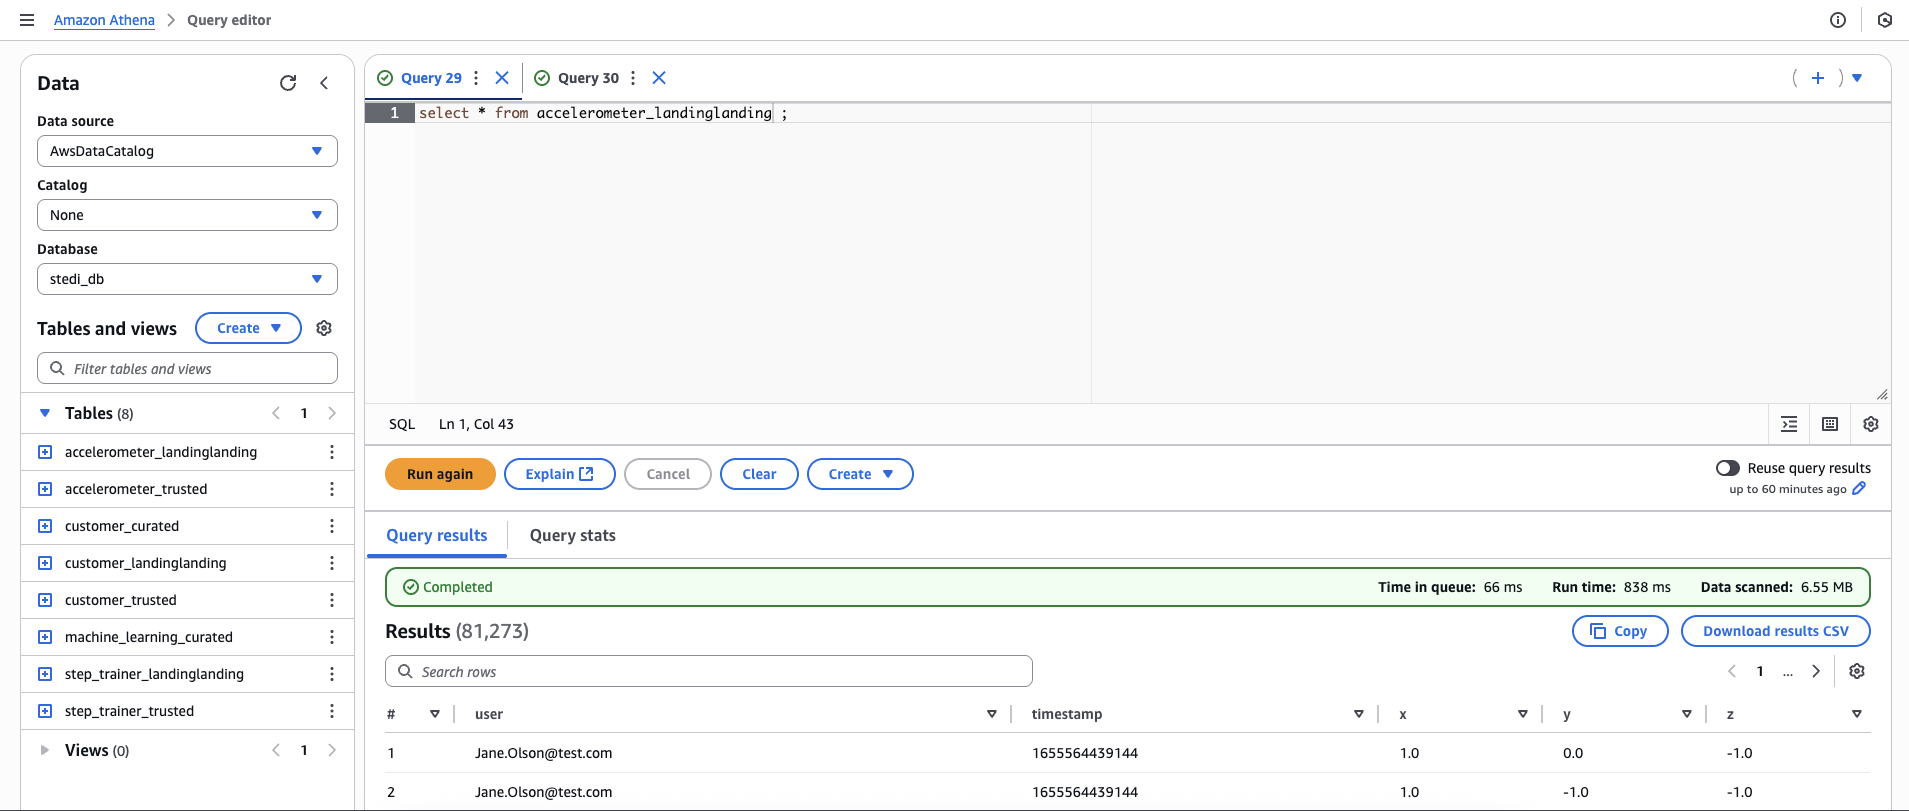 Amazon Athena > Query editor
Data
Data source
AwsDataCatalog
Catalog
None
Database
stedi_db
Tables and views Create
Filter tables and views
Tables (8) < 1 >
accelerometer_landinglanding
accelerometer_trusted
customer_curated
customer_landinglanding
customer_trusted
machine_learning_curated
step_trainer_landinglanding
step_trainer_trusted
Views (0) < 1 >
Query 29 Query 30
1 select * from accelerometer_landinglanding ;
SQL Ln 1, Col 43
Run again Explain Cancel Clear Create
Reuse query results
up to 60 minutes ago
Query results Query stats
Completed Time in queue: 66 ms Run time: 838 ms Data scanned: 6.55 MB
Results (81,273) Copy Download results CSV
Search rows < 1 ... >
# user timestamp x y z
1 Jane.Olson@test.com 1655564439144 1.0 0.0 -1.0
2 Jane.Olson@test.com 1655564439144 1.0 -1.0 -1.0